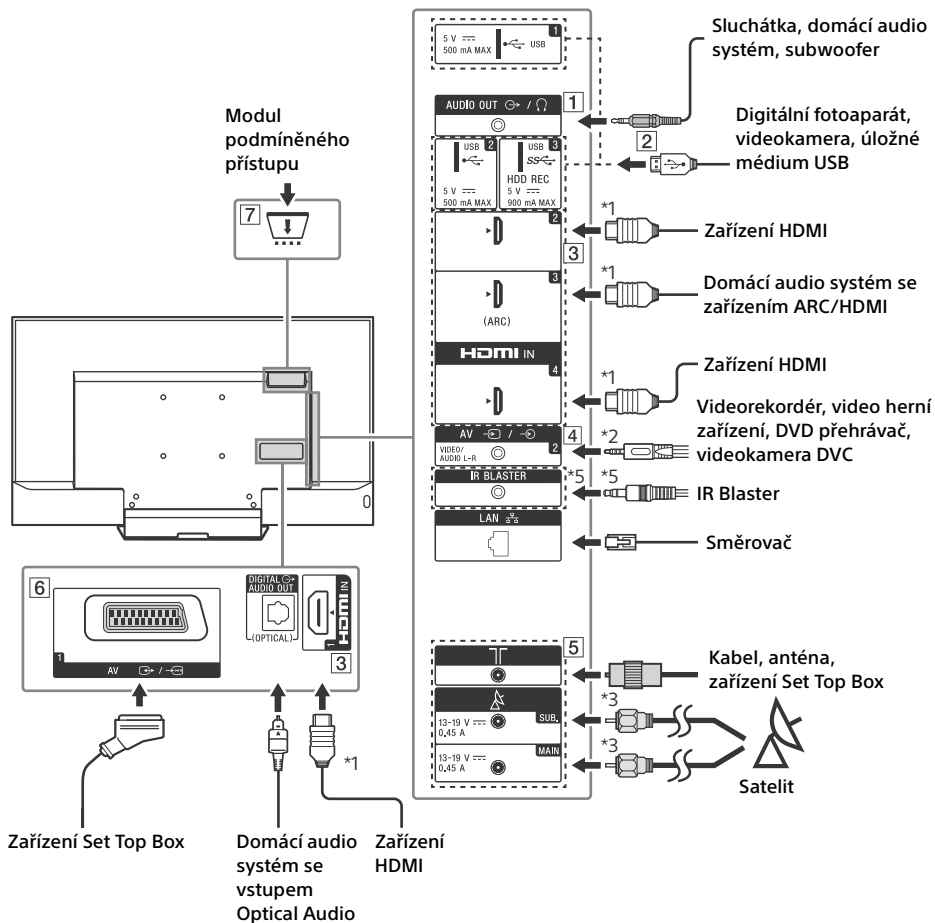 5 V
500 mA MAX
USB
1
Sluchátka, domácí audio
systém, subwoofer
AUDIO OUT /
1
Modul
podmíněného
přístupu
Digitální fotoaparát,
videokamera, úložné
médium USB
2
USB 2
5 V
500 mA MAX
USB 3
SS
HDD REC
5 V
900 mA MAX
7
2
*1
Zařízení HDMI
3
3
(ARC)
*1
Domácí audio systém se
zařízením ARC/HDMI
HDMI IN
4
*1
Zařízení HDMI
AV /
VIDEO/
AUDIO L-R
2
4
*2
Videorekordér, video herní
zařízení, DVD přehrávač,
videokamera DVC
IR BLASTER
*5
*5
IR Blaster
LAN
Směrovač
6
1
AV /
DIGITAL
AUDIO OUT
(OPTICAL)
HDMI IN
1
3
5
Kabel, anténa,
zařízení Set Top Box
13-19 V
0.45 A
SUB.
*3
13-19 V
0.45 A
MAIN
*3
Satelit
*1
Zařízení Set Top Box
Domácí audio
systém se
vstupem
Optical Audio
Zařízení
HDMI